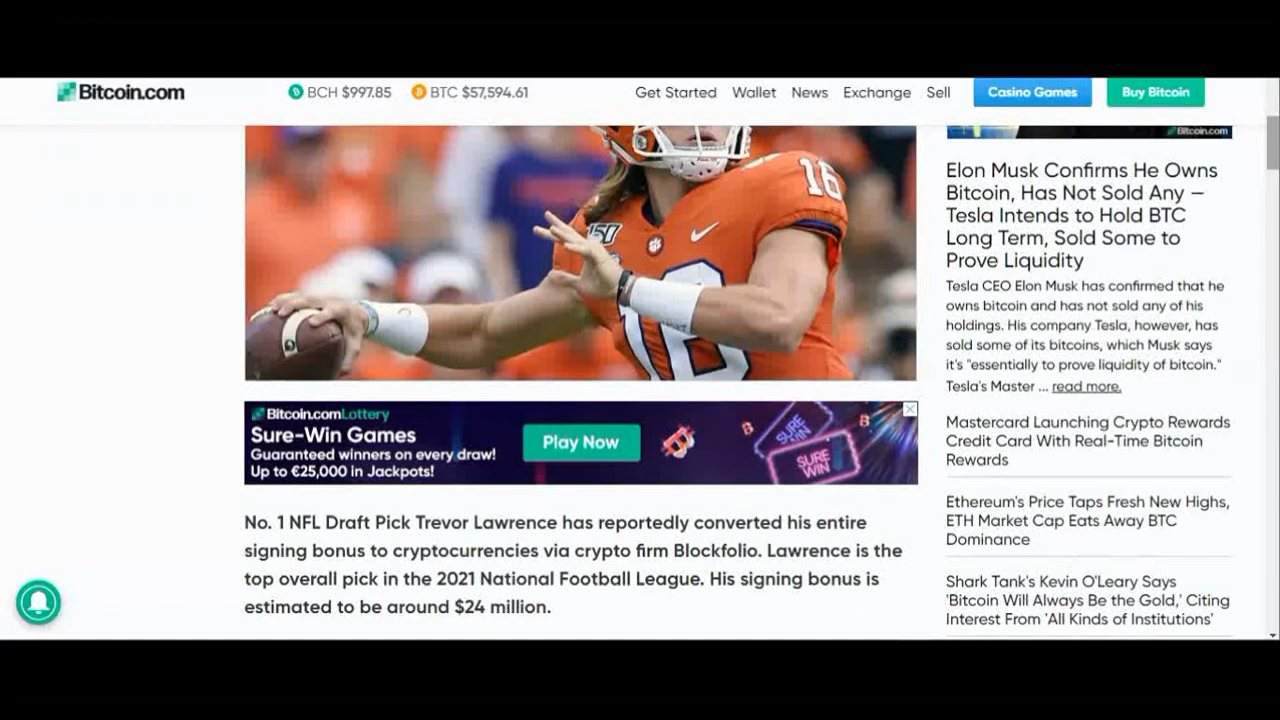 Bitcoin.com
BCH $997.85
BTC $57,594.61
Get Started
Wallet
News
Exchange
Sell
Casino Games
Buy Bitcoin
16
150
16
Bitcoin.com Lottery
Sure-Win Games
Guaranteed winners on every draw!
Up to €25,000 in Jackpots!
Play Now
SURE WIN
SURE WIN
No. 1 NFL Draft Pick Trevor Lawrence has reportedly converted his entire
signing bonus to cryptocurrencies via crypto firm Blockfolio. Lawrence is the
top overall pick in the 2021 National Football League. His signing bonus is
estimated to be around $24 million.
Bitcoin.com
Elon Musk Confirms He Owns
Bitcoin, Has Not Sold Any –
Tesla Intends to Hold BTC
Long Term, Sold Some to
Prove Liquidity
Tesla CEO Elon Musk has confirmed that he
owns bitcoin and has not sold any of his
holdings. His company Tesla, however, has
sold some of its bitcoins, which Musk says
it's "essentially to prove liquidity of bitcoin."
Tesla's Master ... read more.
Mastercard Launching Crypto Rewards
Credit Card With Real-Time Bitcoin
Rewards
Ethereum's Price Taps Fresh New Highs,
ETH Market Cap Eats Away BTC
Dominance
Shark Tank's Kevin O'Leary Says
'Bitcoin Will Always Be the Gold,' Citing
Interest From 'All Kinds of Institutions'